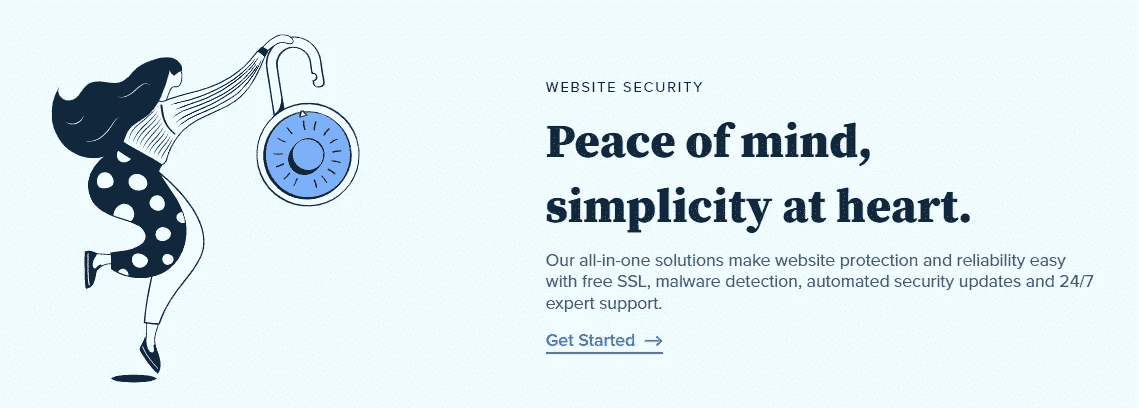 WEBSITE SECURITY
Peace of mind,
simplicity at heart.
Our all-in-one solutions make website protection and reliability easy
with free SSL, malware detection, automated security updates and 24/7
expert support.
Get Started →